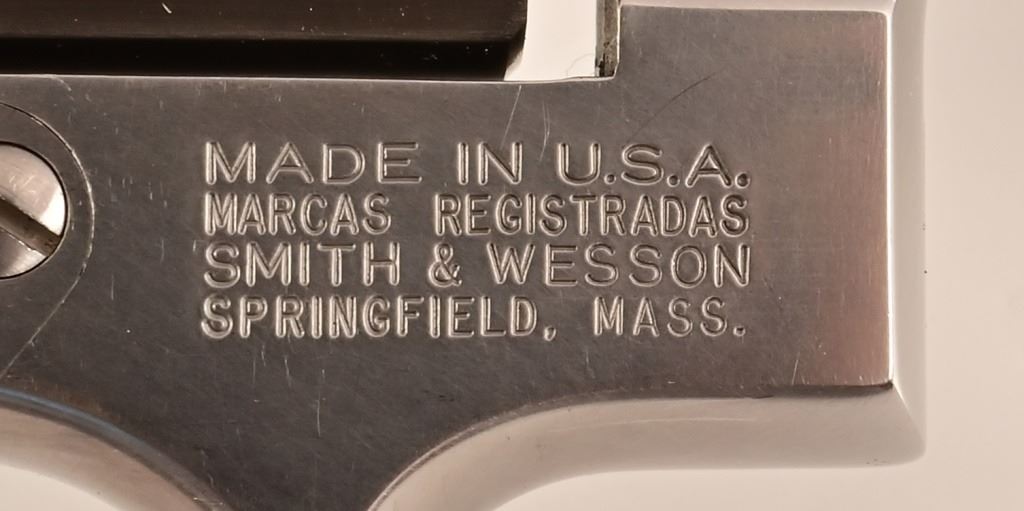 MADE IN U.S.A.
MARCAS REGISTRADAS
SMITH & WESSON
SPRINGFIELD, MASS.